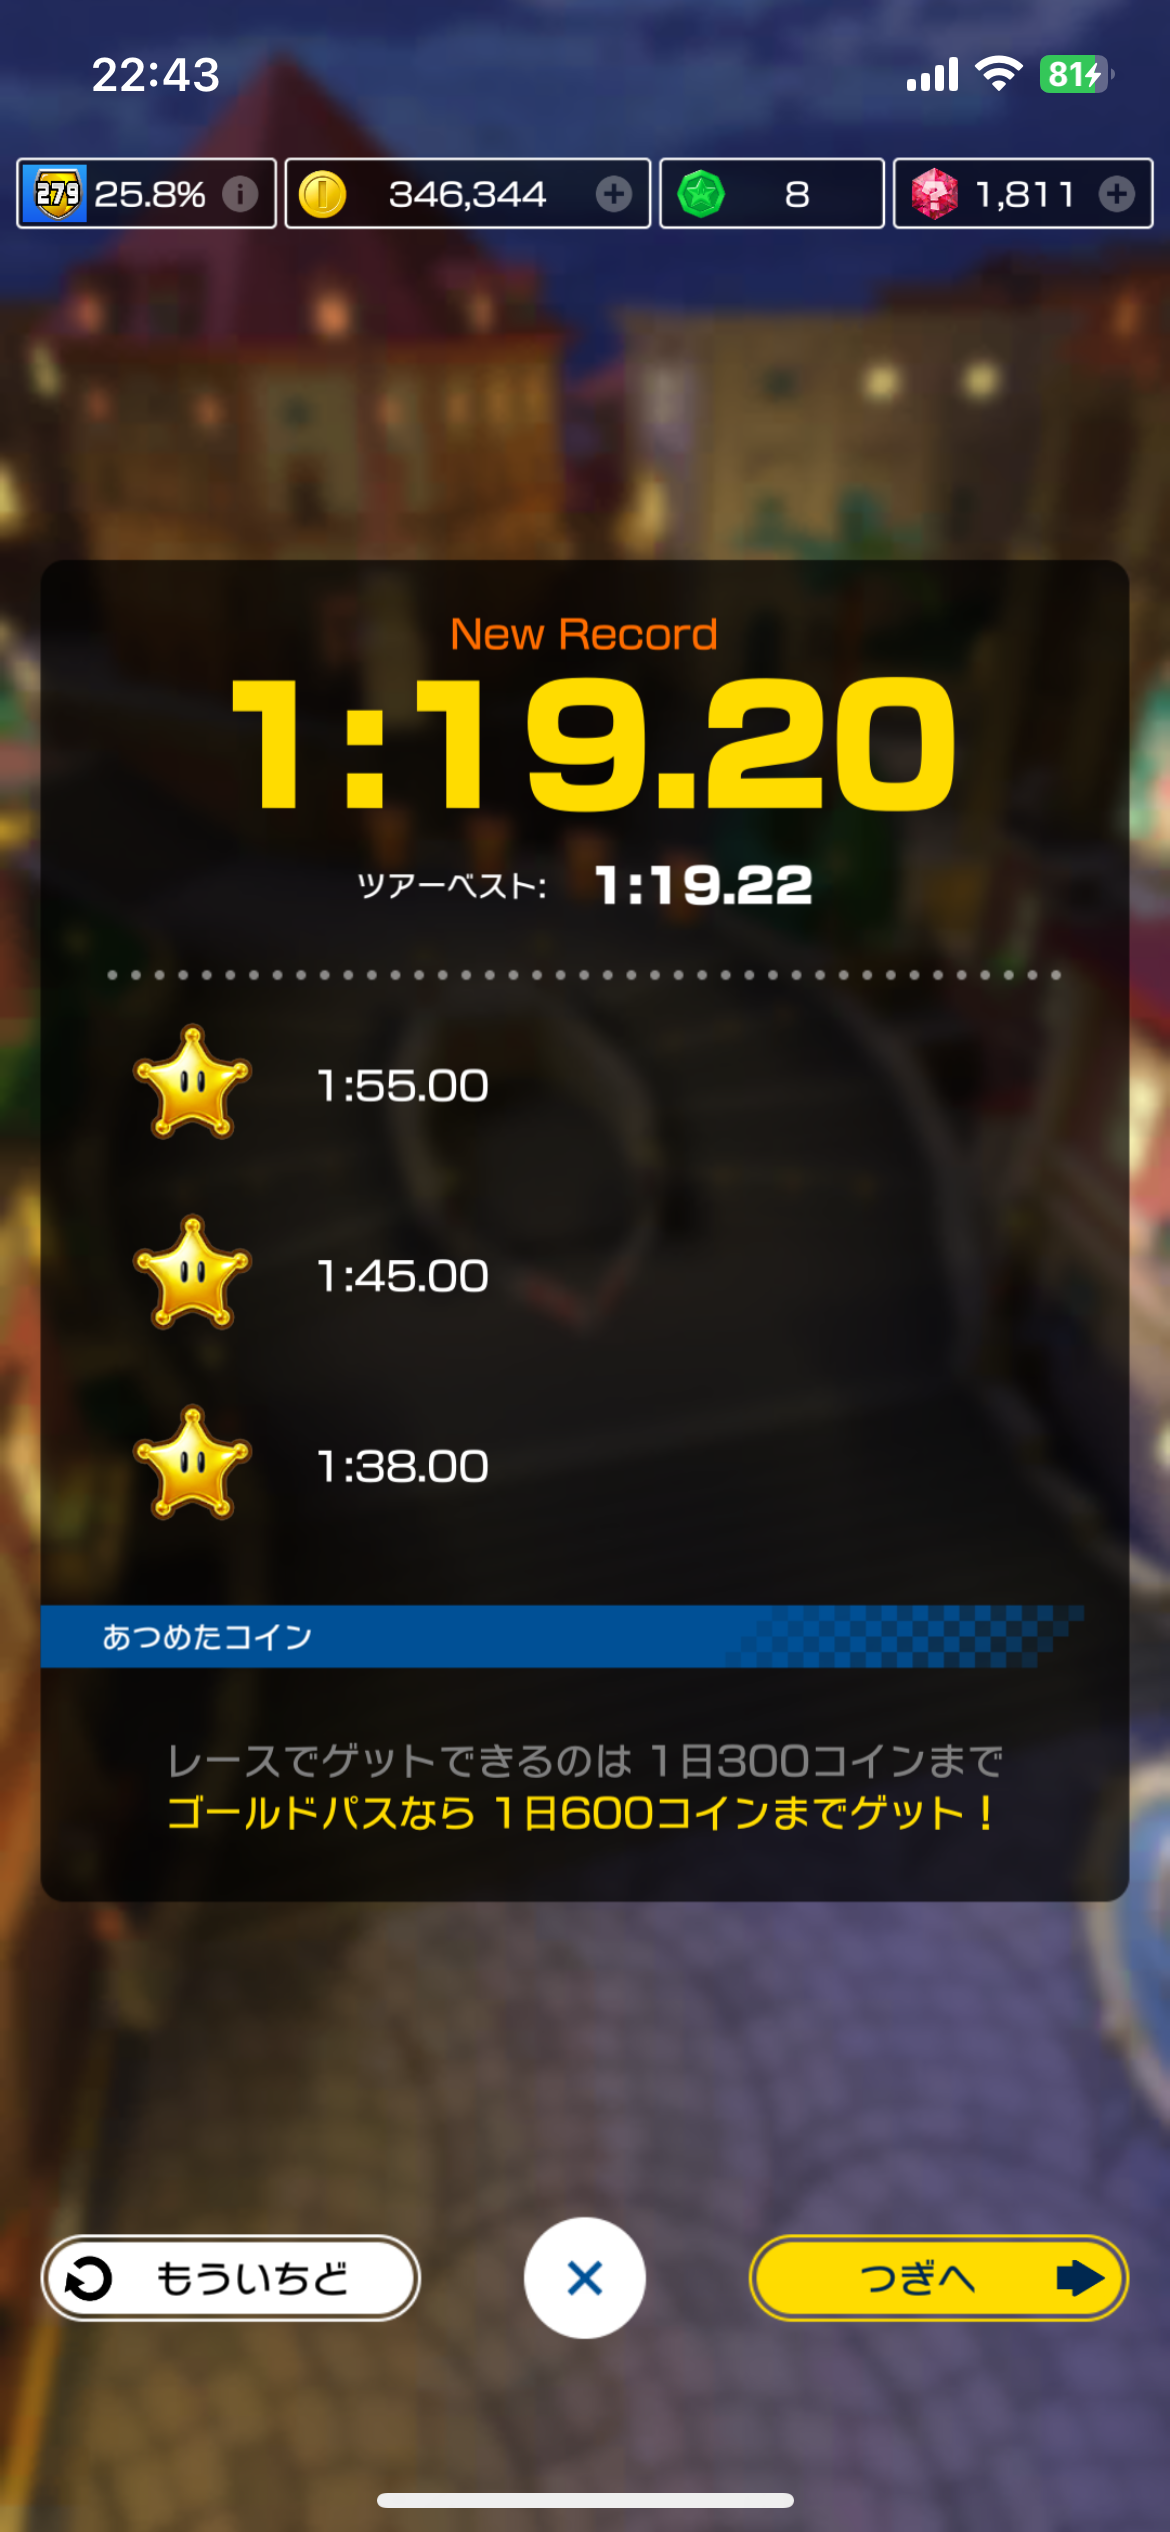 22:43
81
279 25.8% i 346,344 + 8 1,811 +
New Record
1:19.20
ツアーベスト: 1:19.22
1:55.00
1:45.00
1:38.00
あつめたコイン
レースでゲットできるのは 1日300コインまで
ゴールドパスなら 1日600コインまでゲット！
もういちど
つぎへ